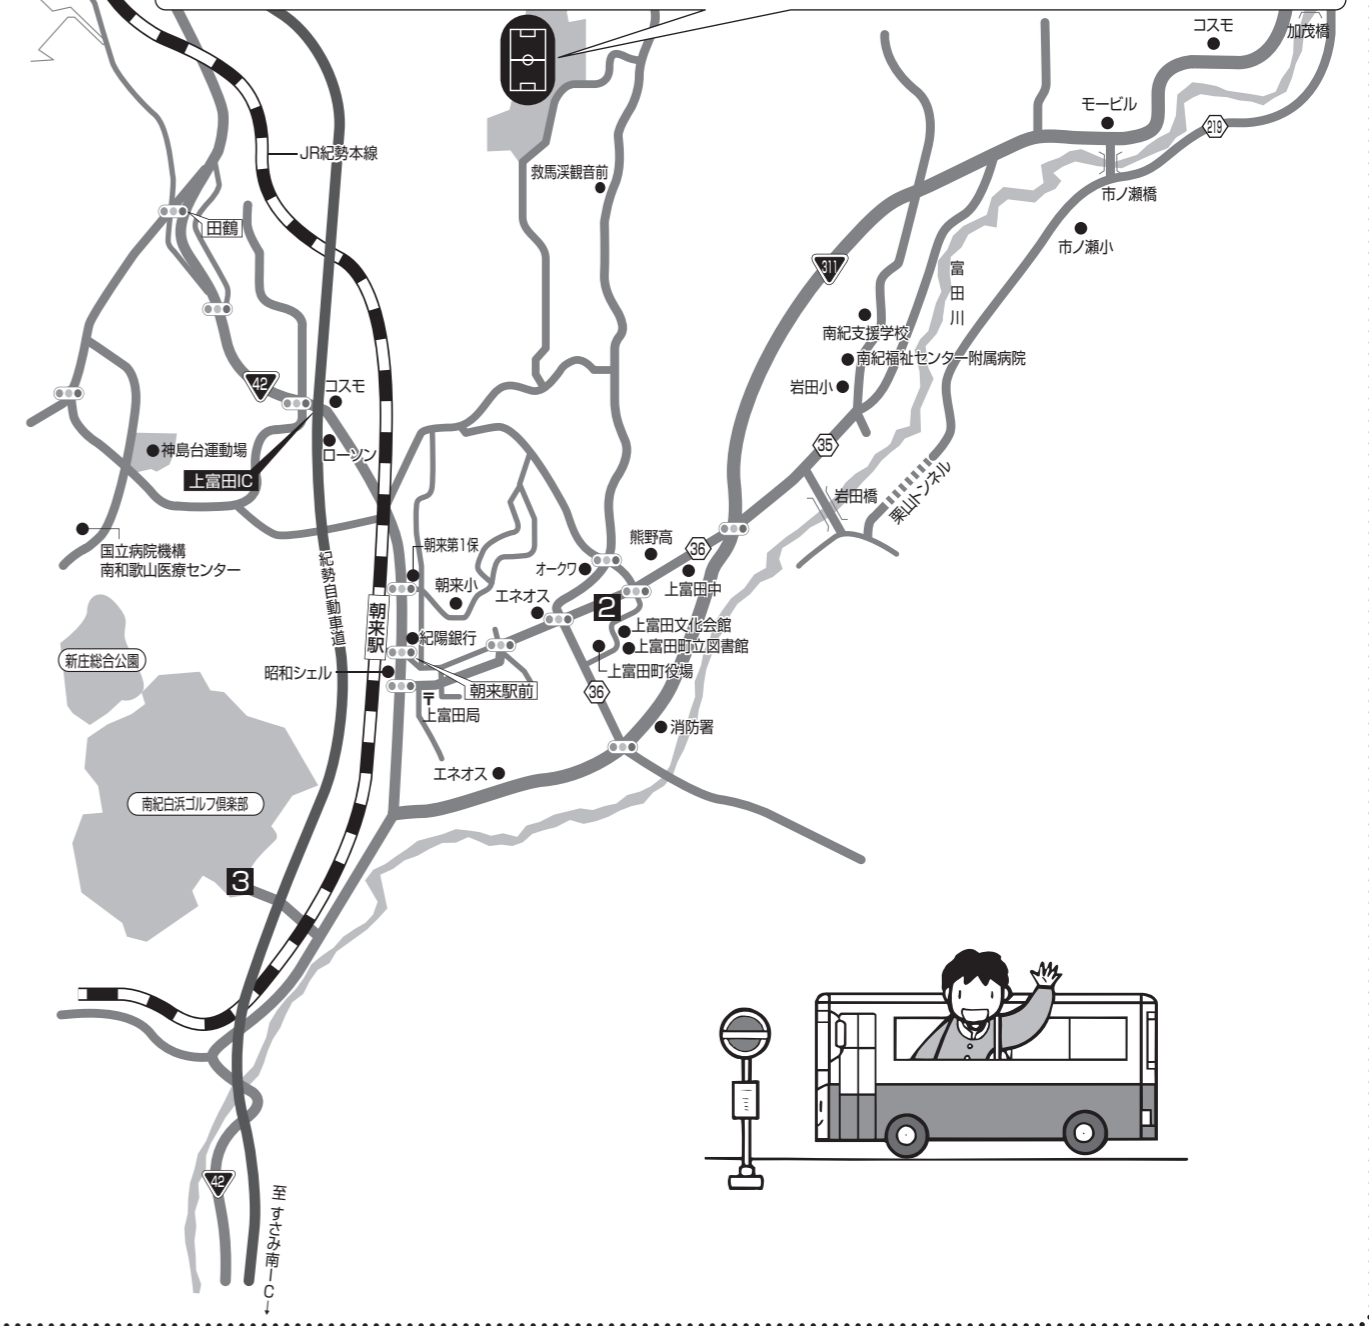 コスモ
加茂橋
モービル
219
JR紀勢本線
救馬渓観音前
市ノ瀬橋
田鶴
市ノ瀬小
311
富田川
南紀支援学校
南紀福祉センター附属病院
42
コスモ
岩田小
神島台運動場
ローソン
35
上富田IC
岩田橋
栗山トンネル
国立病院機構
南和歌山医療センター
紀勢自動車道
朝来第1保
熊野高
36
オークワ
朝来小
上富田中
エネオス
2
朝来駅
上富田文化会館
紀陽銀行
上富田町立図書館
新庄総合公園
昭和シェル
上富田町役場
朝来駅前
36
〒
上富田局
消防署
エネオス
南紀白浜ゴルフ倶楽部
3
42
至 すさみ南IC→